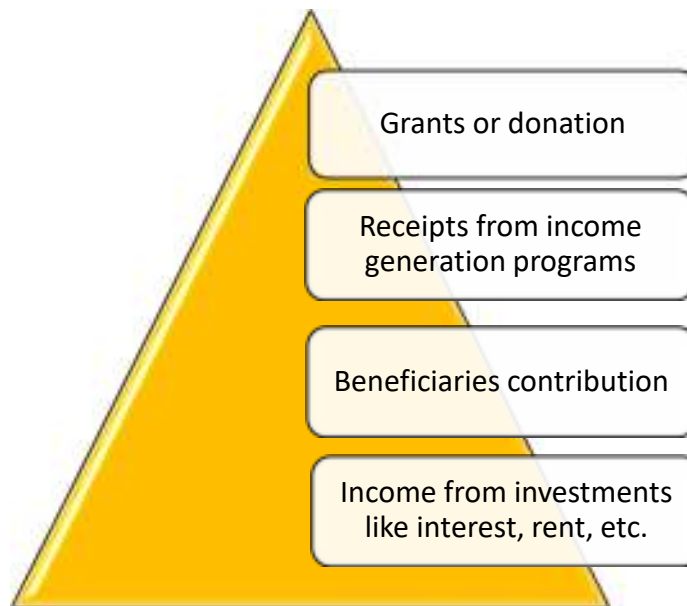 Grants or donation
Receipts from income
generation programs
Beneficiaries contribution
Income from investments
like interest, rent, etc.